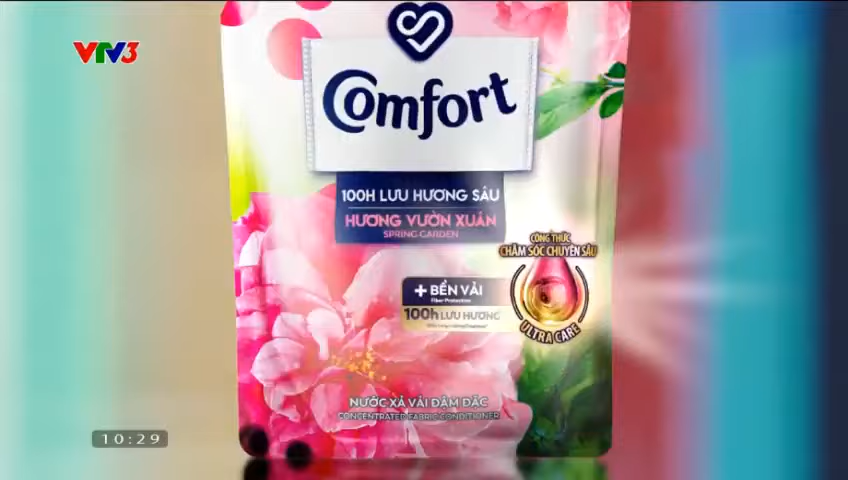 VTV3
Comfort
100H LƯU HƯƠNG SÂU
HƯƠNG VƯỜN XUÂN
SPRING GARDEN
CÔNG THỨC
CHĂM SÓC CHUYÊN SÂU
ULTRA CARE
+ BỀN VẢI
Fiber Protection
100h LƯU HƯƠNG
NƯỚC XẢ VẢI ĐẬM ĐẶC
CONCENTRATED FABRIC CONDITIONER
10:29